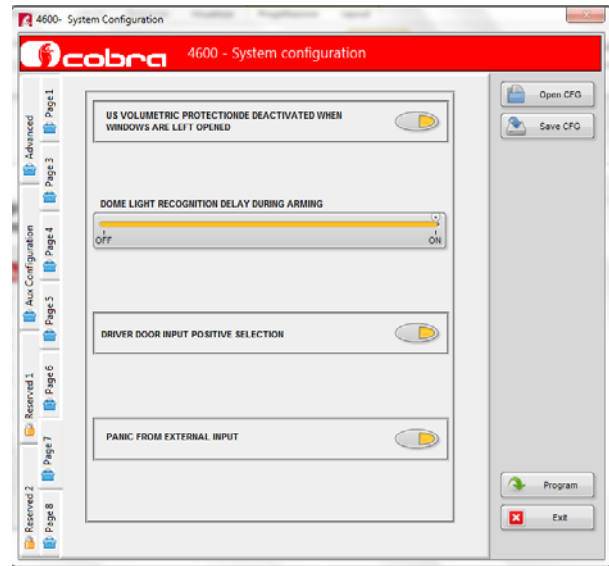 4600- System Configuration
cobra
4600 - System configuration
Advanced
Aux Configuration
Reserved 1
Reserved 2
Page 1
Page 3
Page 4
Page 5
Page 6
Page 7
Page 8
US VOLUMETRIC PROTECTIONDE DEACTIVATED WHEN
WINDOWS ARE LEFT OPENED
DOME LIGHT RECOGNITION DELAY DURING ARMING
OFF
ON
DRIVER DOOR INPUT POSITIVE SELECTION
PANIC FROM EXTERNAL INPUT
Open CFG
Save CFG
Program
Exit